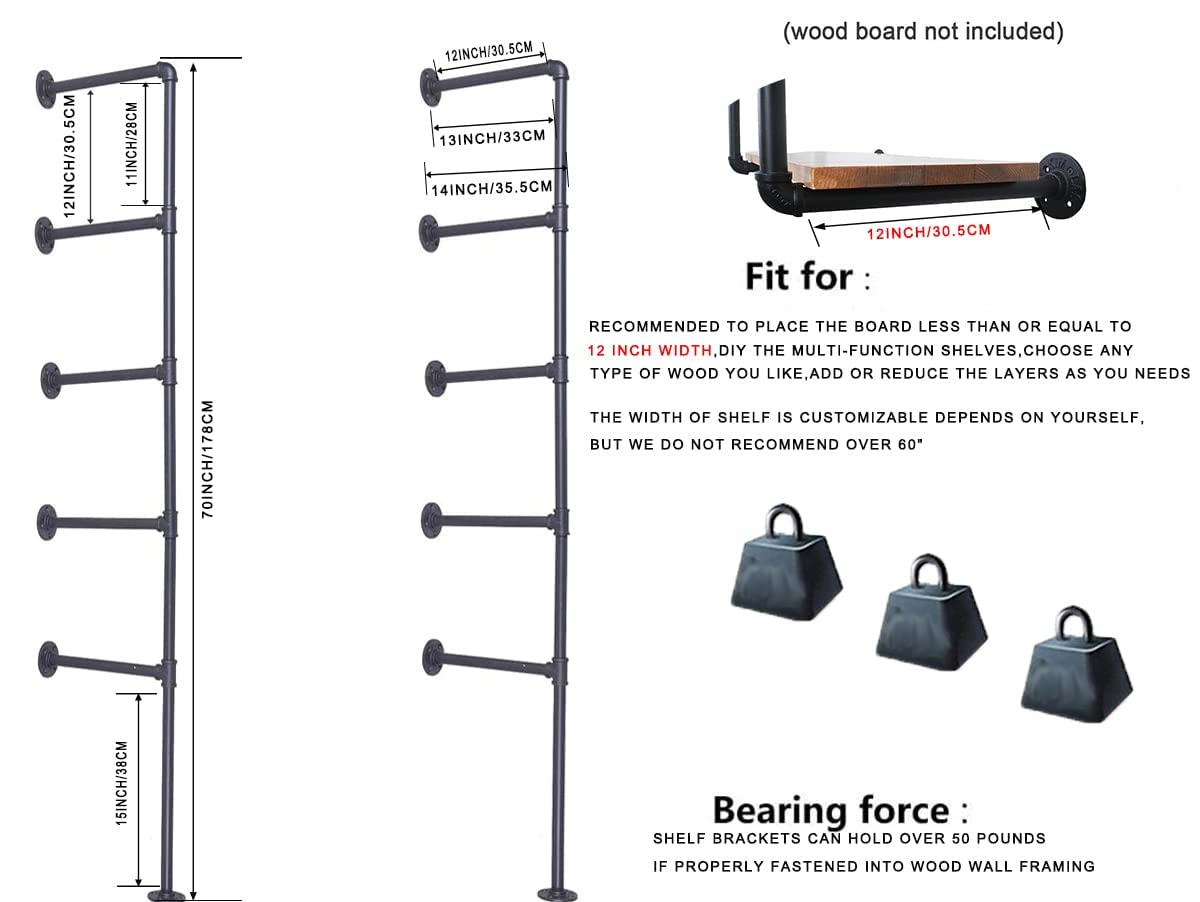 (wood board not included)
12INCH/30.5CM
11INCH/28CM
12INCH/30.5CM
13INCH/33CM
14INCH/35.5CM
70INCH/178CM
15INCH/38CM
12INCH/30.5CM
Fit for :
RECOMMENDED TO PLACE THE BOARD LESS THAN OR EQUAL TO
12 INCH WIDTH,DIY THE MULTI-FUNCTION SHELVES,CHOOSE ANY
TYPE OF WOOD YOU LIKE,ADD OR REDUCE THE LAYERS AS YOU NEEDS
THE WIDTH OF SHELF IS CUSTOMIZABLE DEPENDS ON YOURSELF,
BUT WE DO NOT RECOMMEND OVER 60"
Bearing force :
SHELF BRACKETS CAN HOLD OVER 50 POUNDS
IF PROPERLY FASTENED INTO WOOD WALL FRAMING